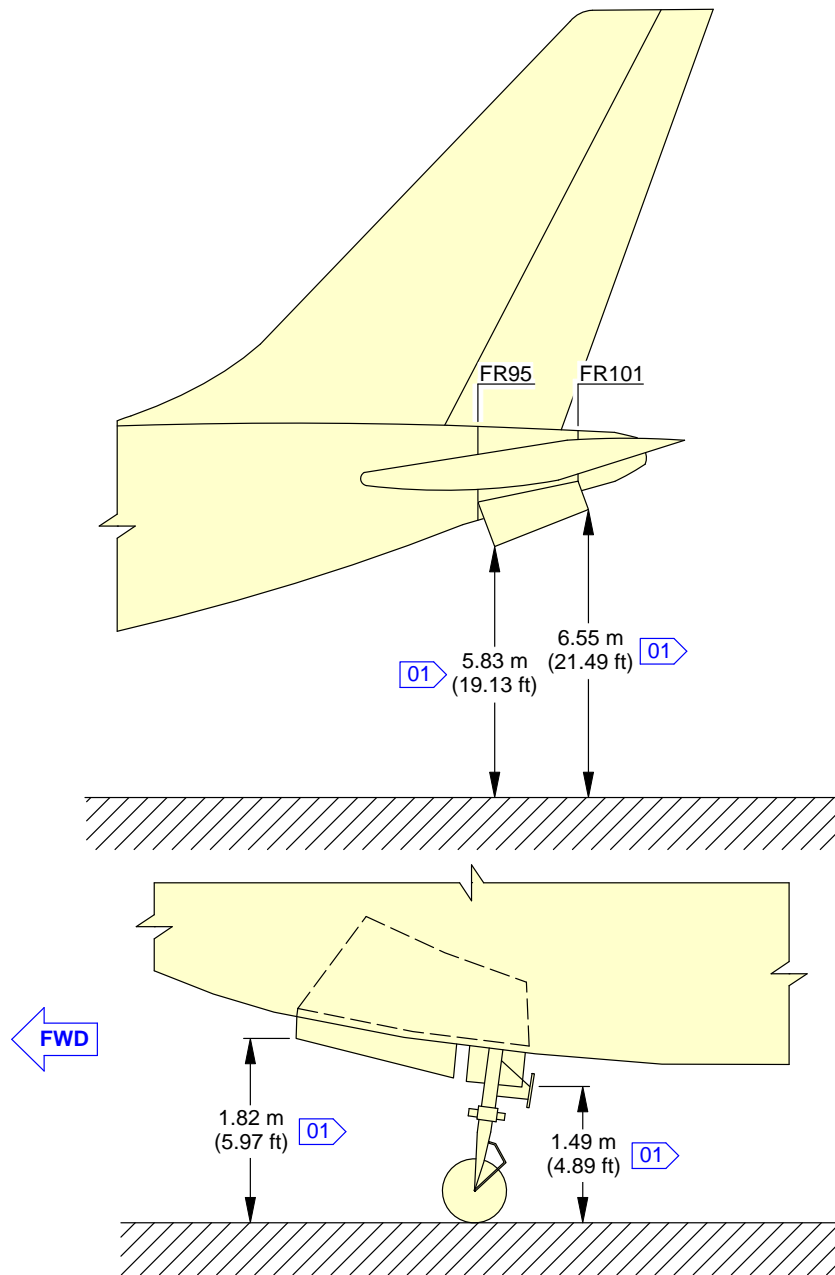 FR95
FR101
6.55 m
(21.49 ft)
01
01
5.83 m
(19.13 ft)
FWD
1.82 m
(5.97 ft)
01
1.49 m
(4.89 ft)
01